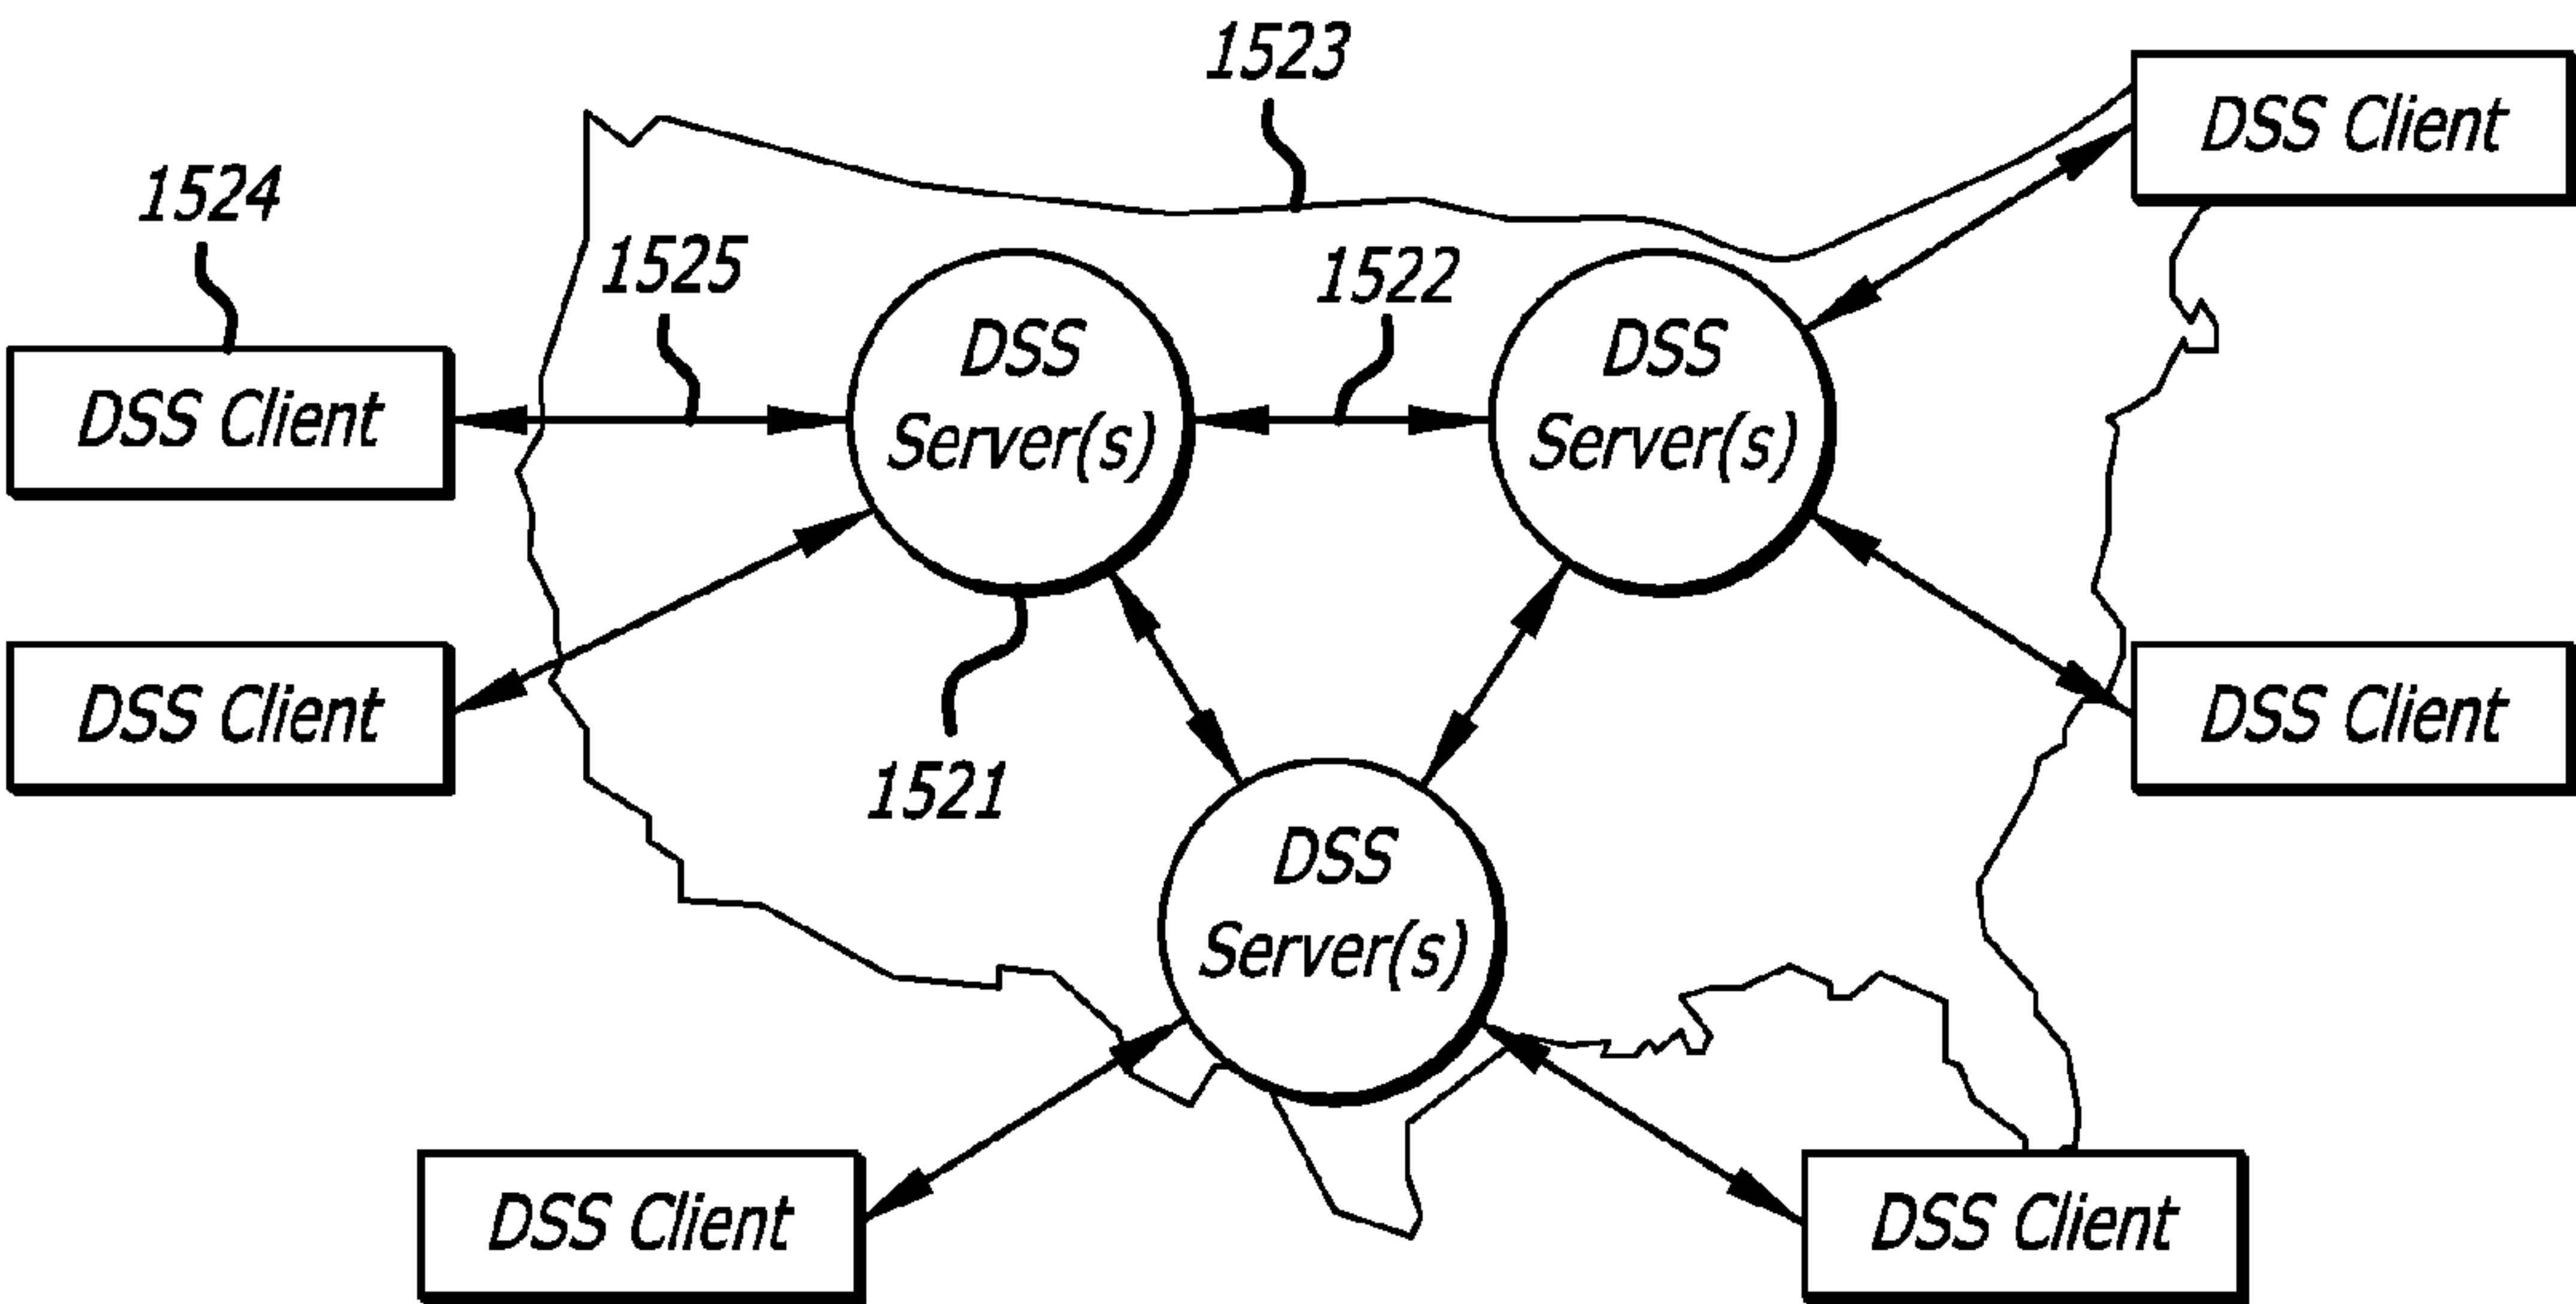 1523
DSS Client
1524
1525
1522
DSS
Server(s)
DSS
Server(s)
DSS Client
DSS Client
DSS Client
1521
DSS
Server(s)
DSS Client
DSS Client